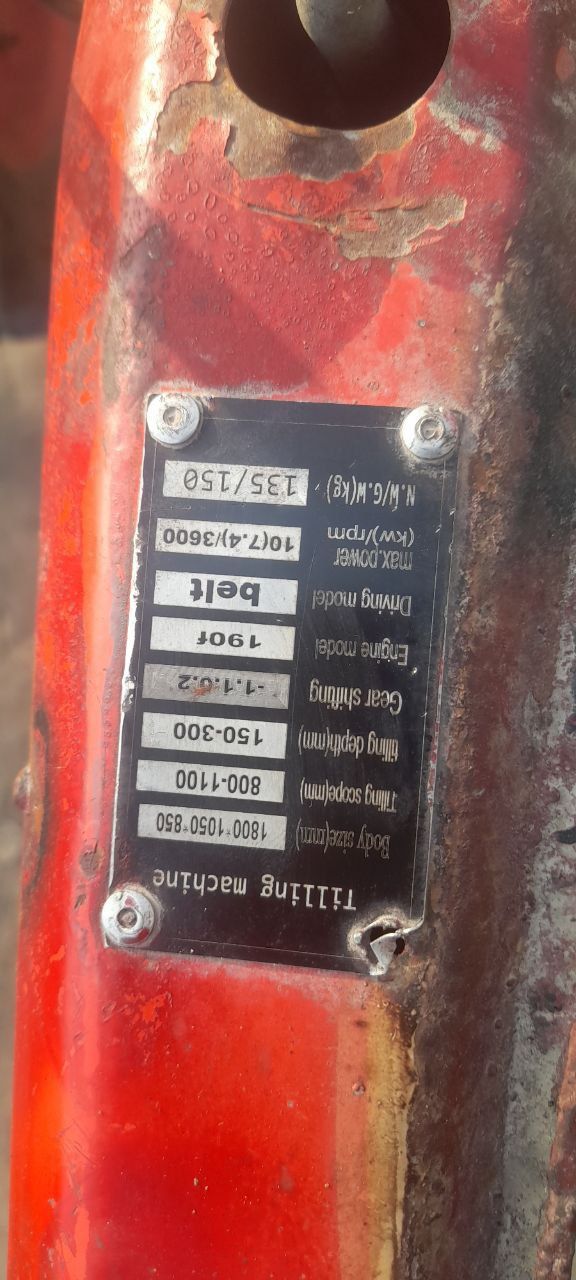 Tillling machine
Body size(mm) 1800*1050*850
Tiling scope(mm) 800-1100
tilling depth(mm) 150-300
Gear shifting -1.1.0.2
Engine model 190f
Driving model belt
max.power
(kw)/rpm 10(7.4)/3600
N.W/G.W(kg) 135/150